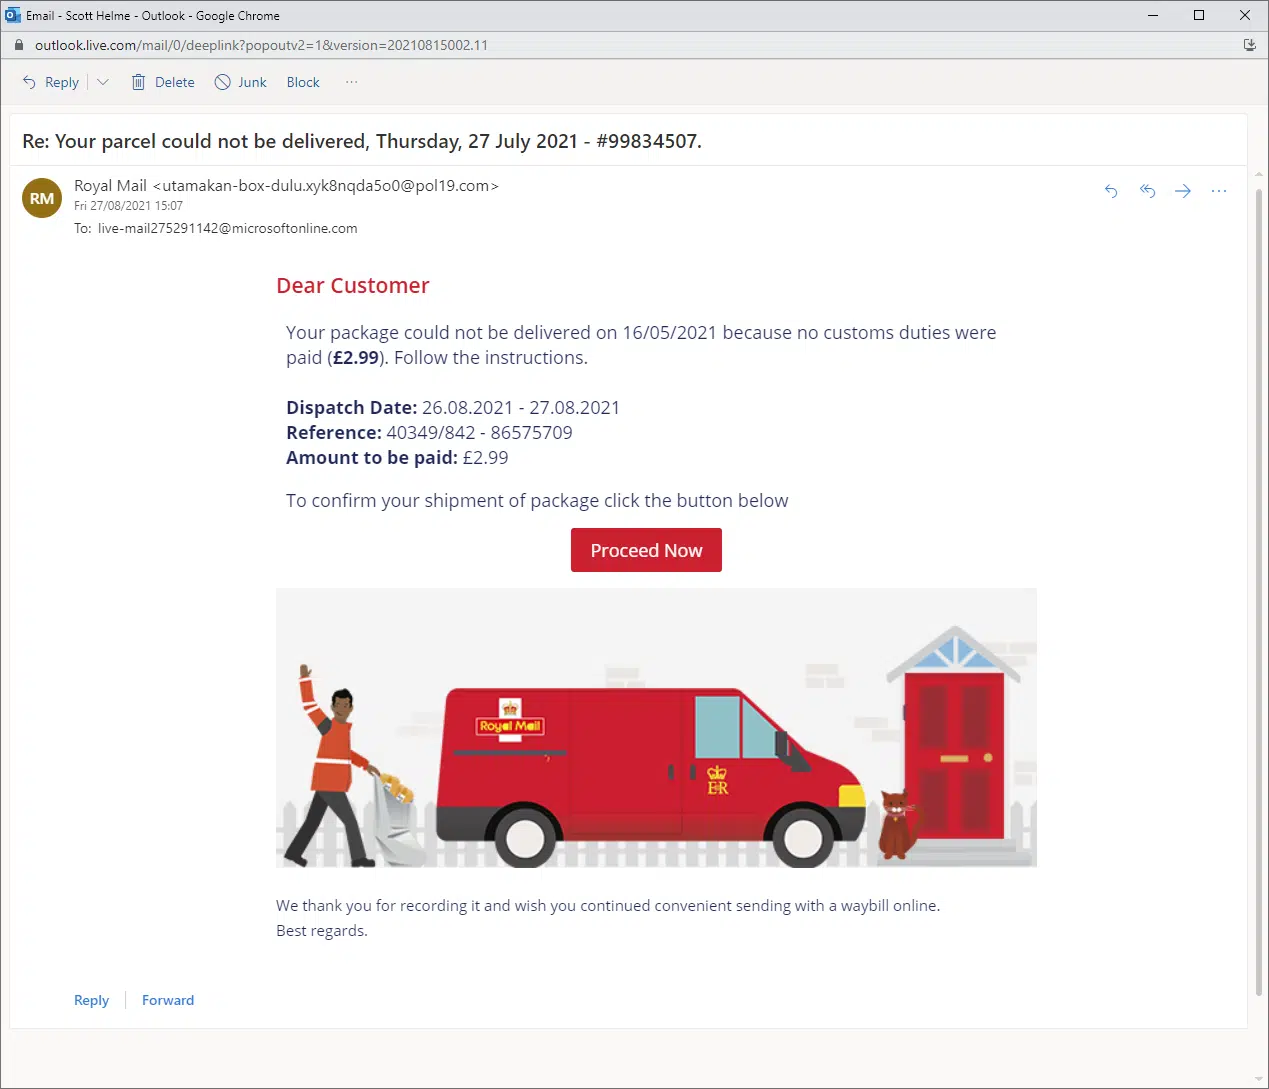 Email - Scott Helme - Outlook - Google Chrome
outlook.live.com/mail/0/deeplink?popoutv2=1&version=20210815002.11
Reply Delete Junk Block ...
Re: Your parcel could not be delivered, Thursday, 27 July 2021 - #99834507.
RM
Royal Mail <utamakan-box-dulu.xyk8nqda5o0@pol19.com>
Fri 27/08/2021 15:07
To: live-mail275291142@microsoftonline.com
Dear Customer
Your package could not be delivered on 16/05/2021 because no customs duties were
paid (£2.99). Follow the instructions.
Dispatch Date: 26.08.2021 - 27.08.2021
Reference: 40349/842 - 86575709
Amount to be paid: £2.99
To confirm your shipment of package click the button below
Proceed Now
Royal Mail
E R
We thank you for recording it and wish you continued convenient sending with a waybill online.
Best regards.
Reply Forward